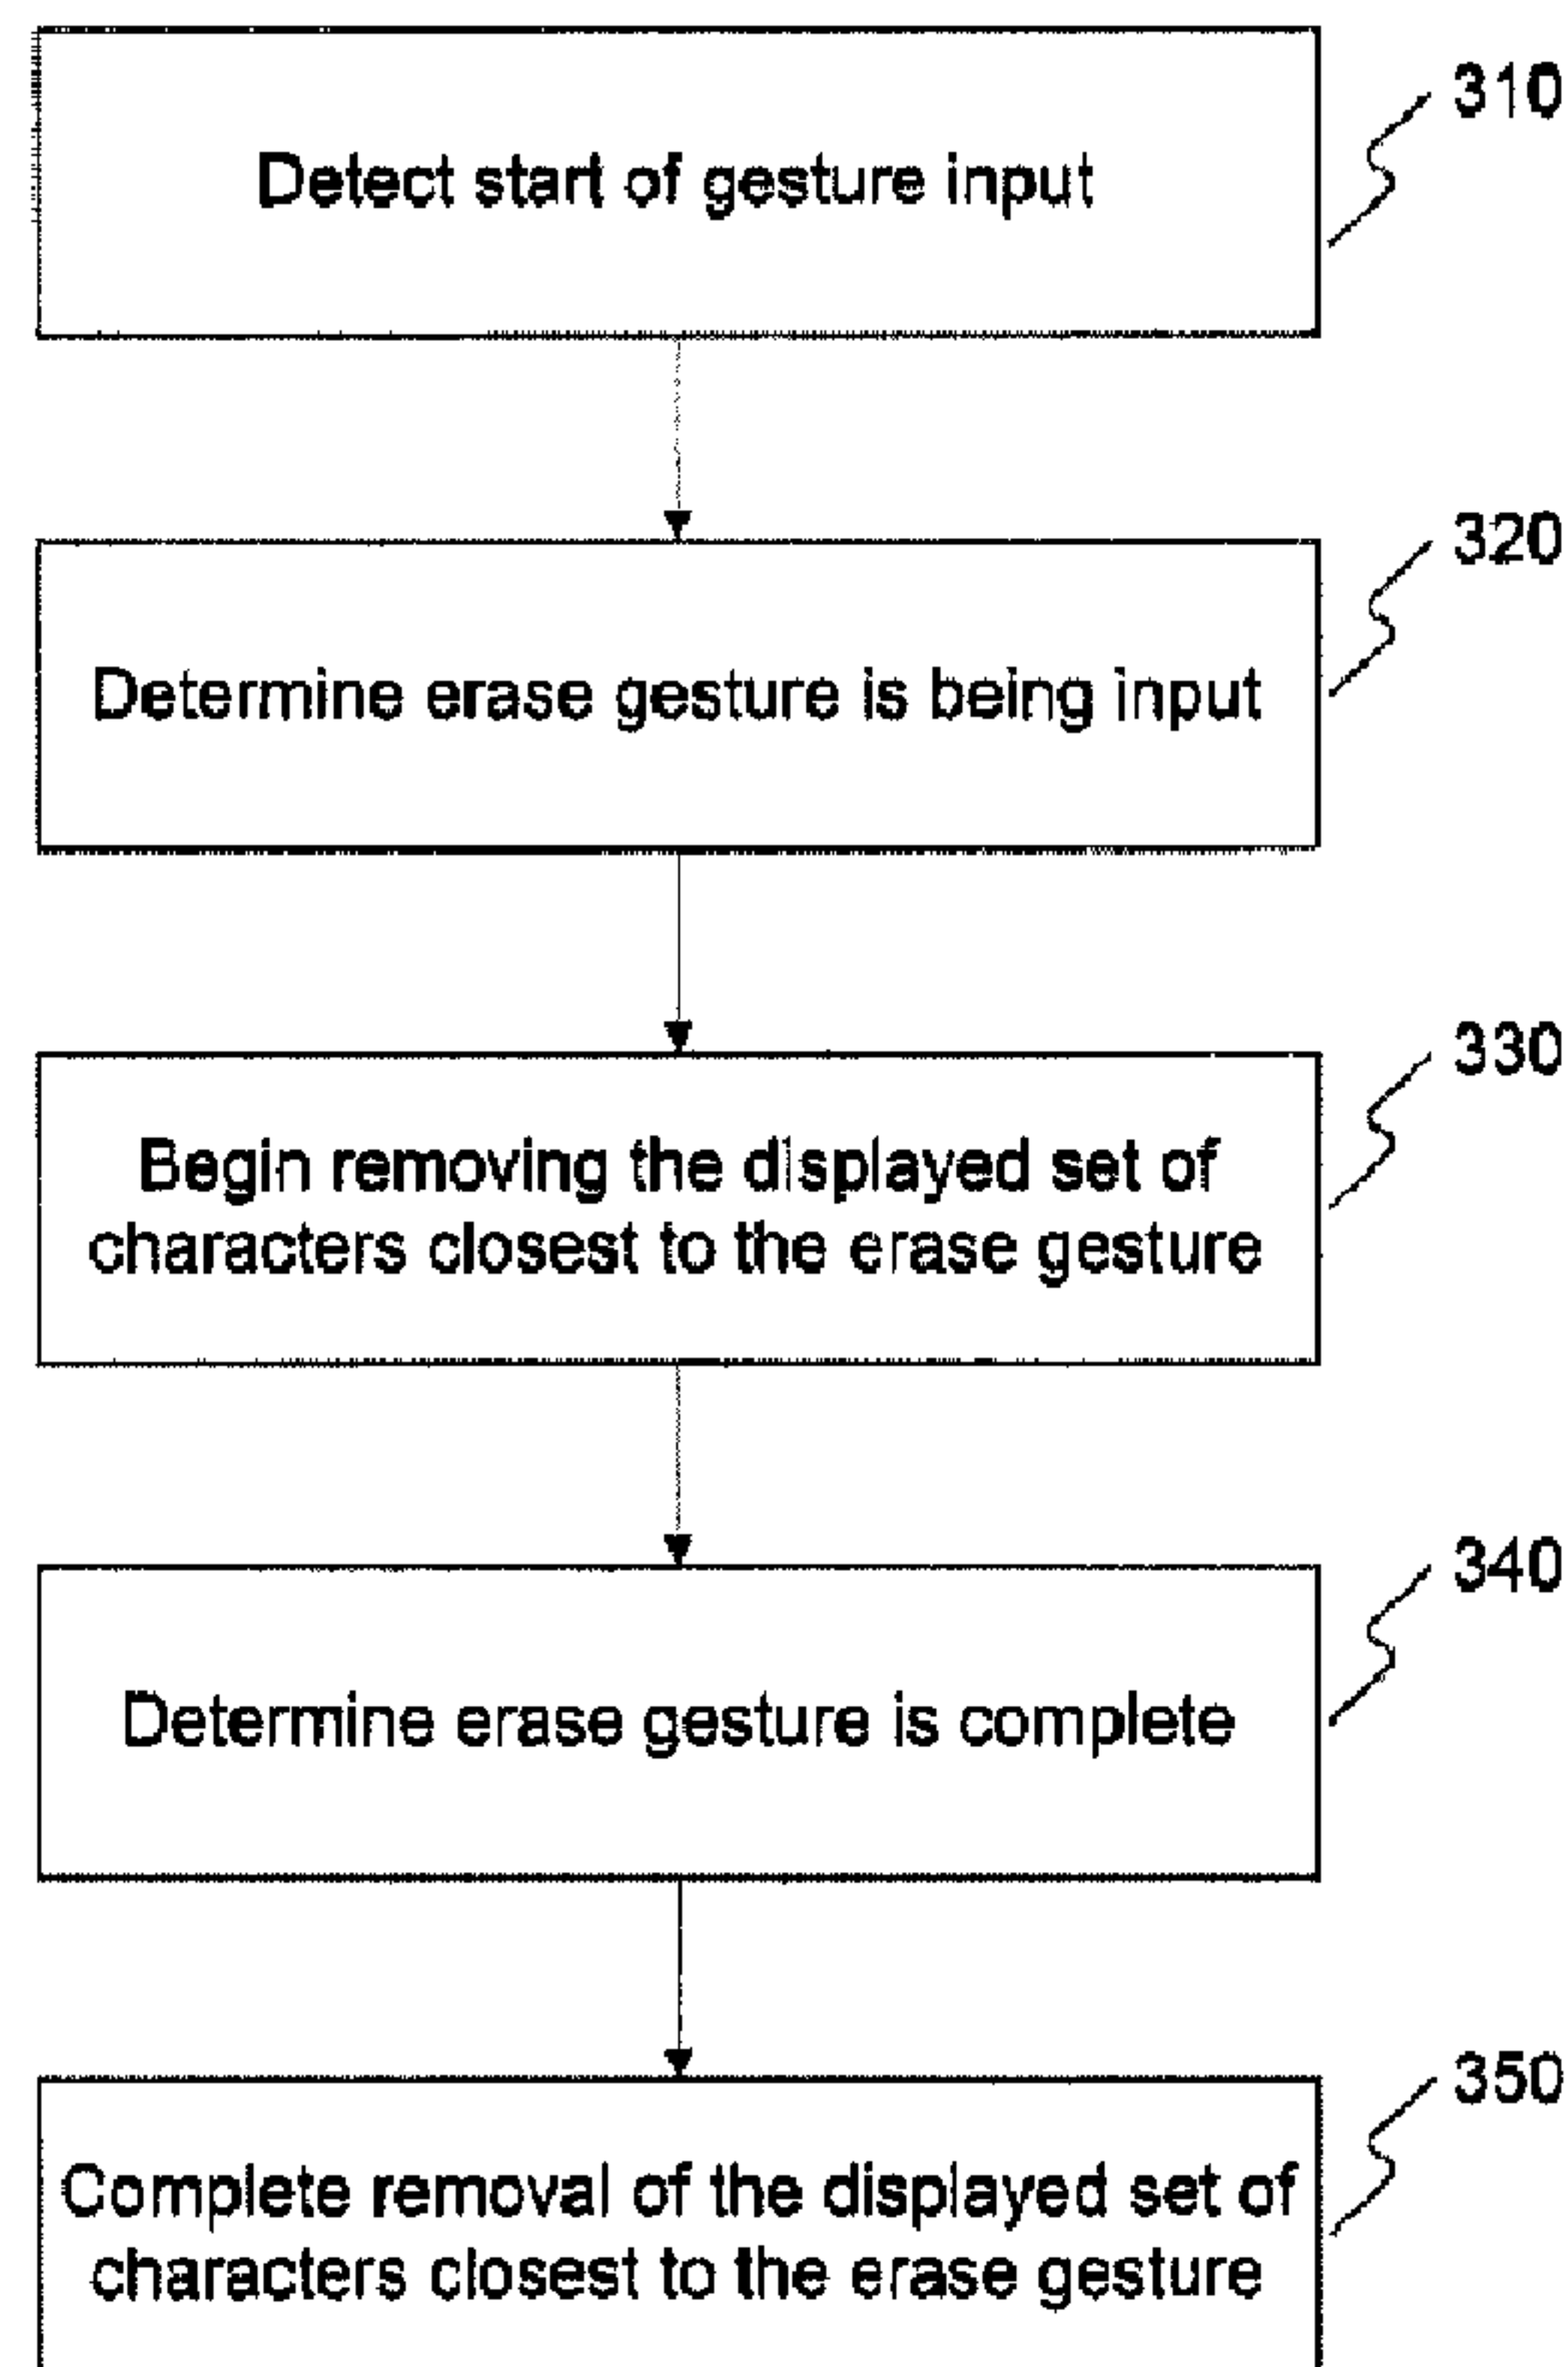 310
Detect start of gesture input
320
Determine erase gesture is being input
330
Begin removing the displayed set of
characters closest to the erase gesture
340
Determine erase gesture is complete
350
Complete removal of the displayed set of
characters closest to the erase gesture